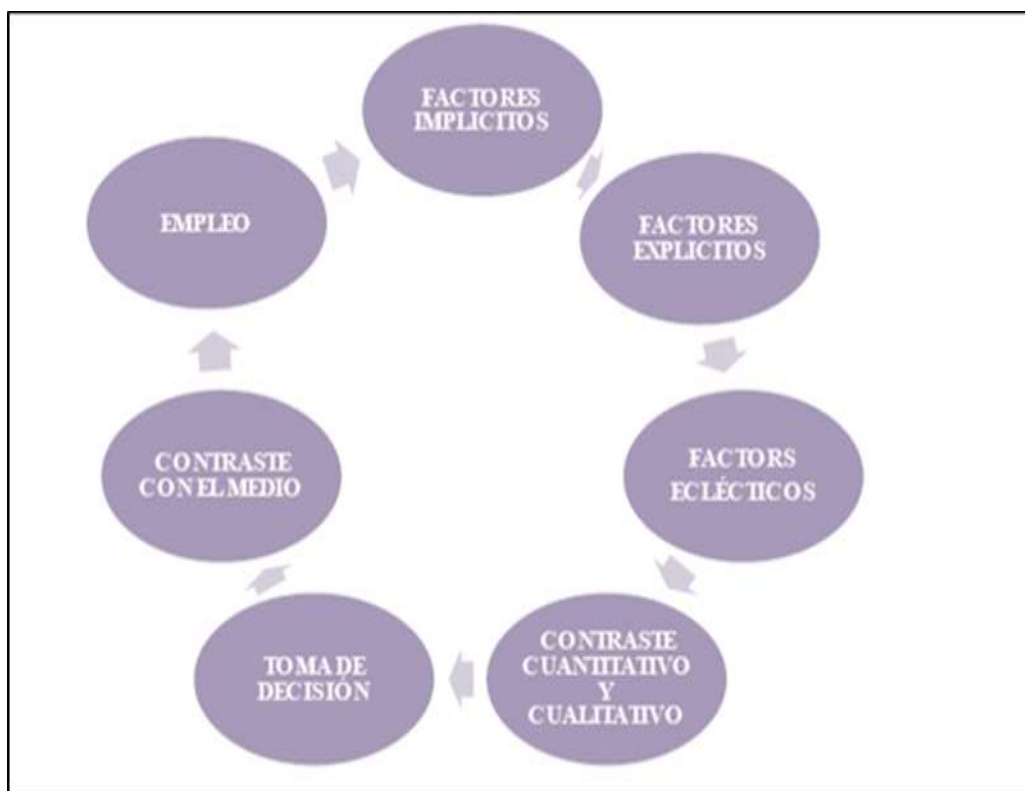 FACTORES
IMPLICITOS
FACTORES
EXPLICITOS
FACTORS
ECLÉCTICOS
CONTRASTE
CUANTITATIVO
Y
CUALITATIVO
TOMA DE
DECISIÓN
CONTRASTE
CON EL MEDIO
EMPLEO